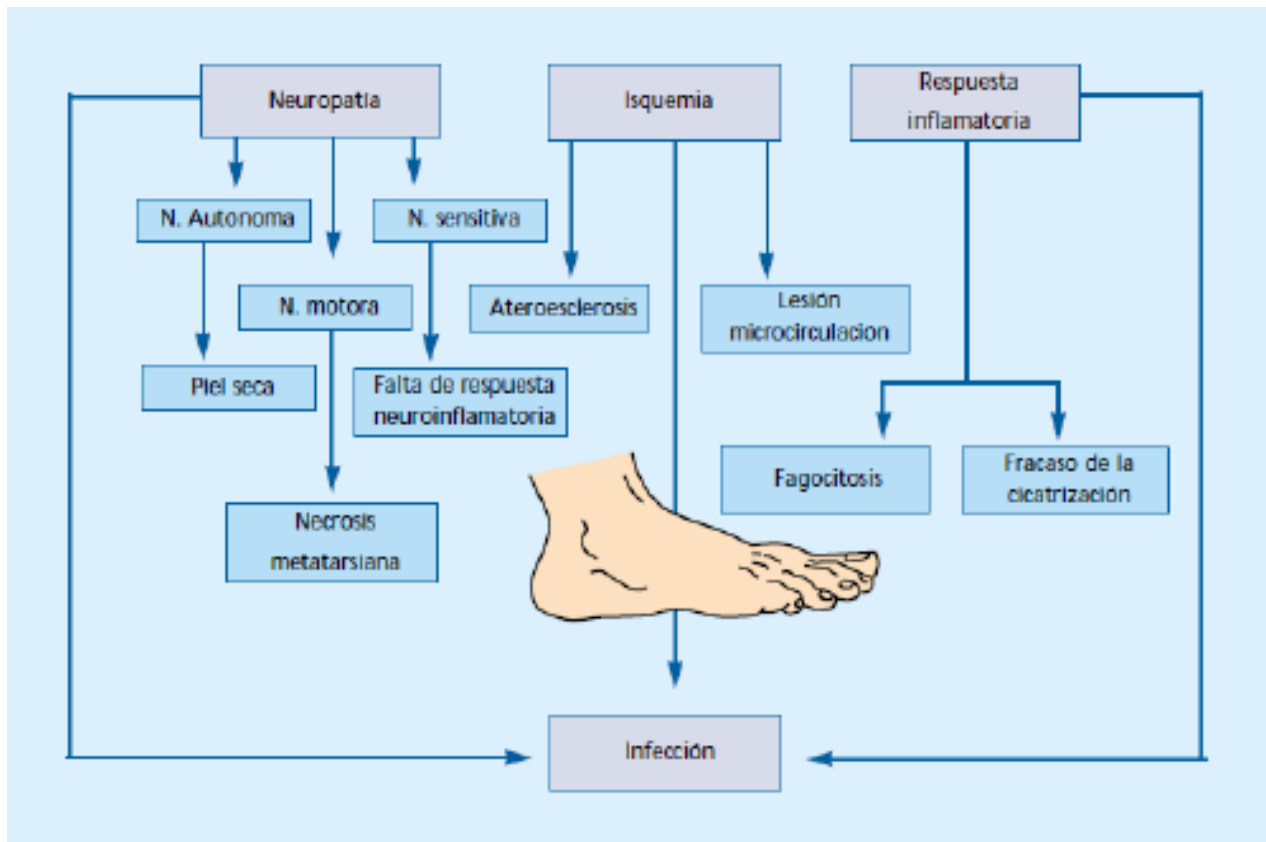 Neuropatía
Isquemia
Respuesta
inflamatoria
N. Autonoma
N. sensitiva
N. motora
Ateroesclerosis
Lesión
microcirculacion
Piel seca
Falta de respuesta
neuroinflamatoria
Fagocitosis
Fracaso de la
cicatrización
Necrosis
metatarsiana
Infección